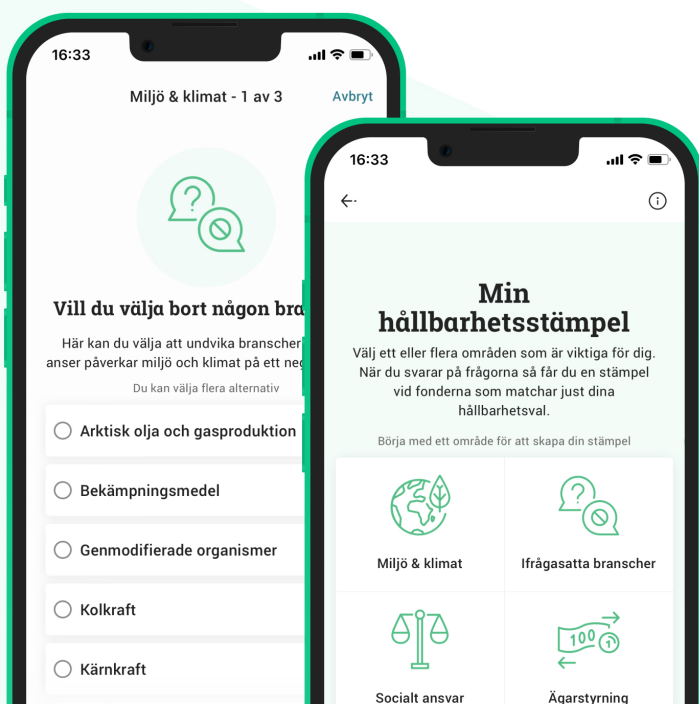 16:33
Miljö & klimat - 1 av 3
Avbryt
Vill du välja bort någon
Här kan du välja att undvika branscher
anser påverkar miljö och klimat på ett
Du kan välja flera alternativ
Arktisk olja och gasproduktion
Bekämpningsmedel
Genmodifierade organismer
Kolkraft
Kärnkraft
16:33
Min
hållbarhetsstämpel
Välj ett eller flera områden som är viktiga för dig.
När du svarar på frågorna så får du en stämpel
vid fonderna som matchar just dina
hållbarhetsval.
Börja med ett område för att skapa din stämpel
Miljö & klimat
Ifrågasatta branscher
100 1
Socialt ansvar
Ägarstyrning